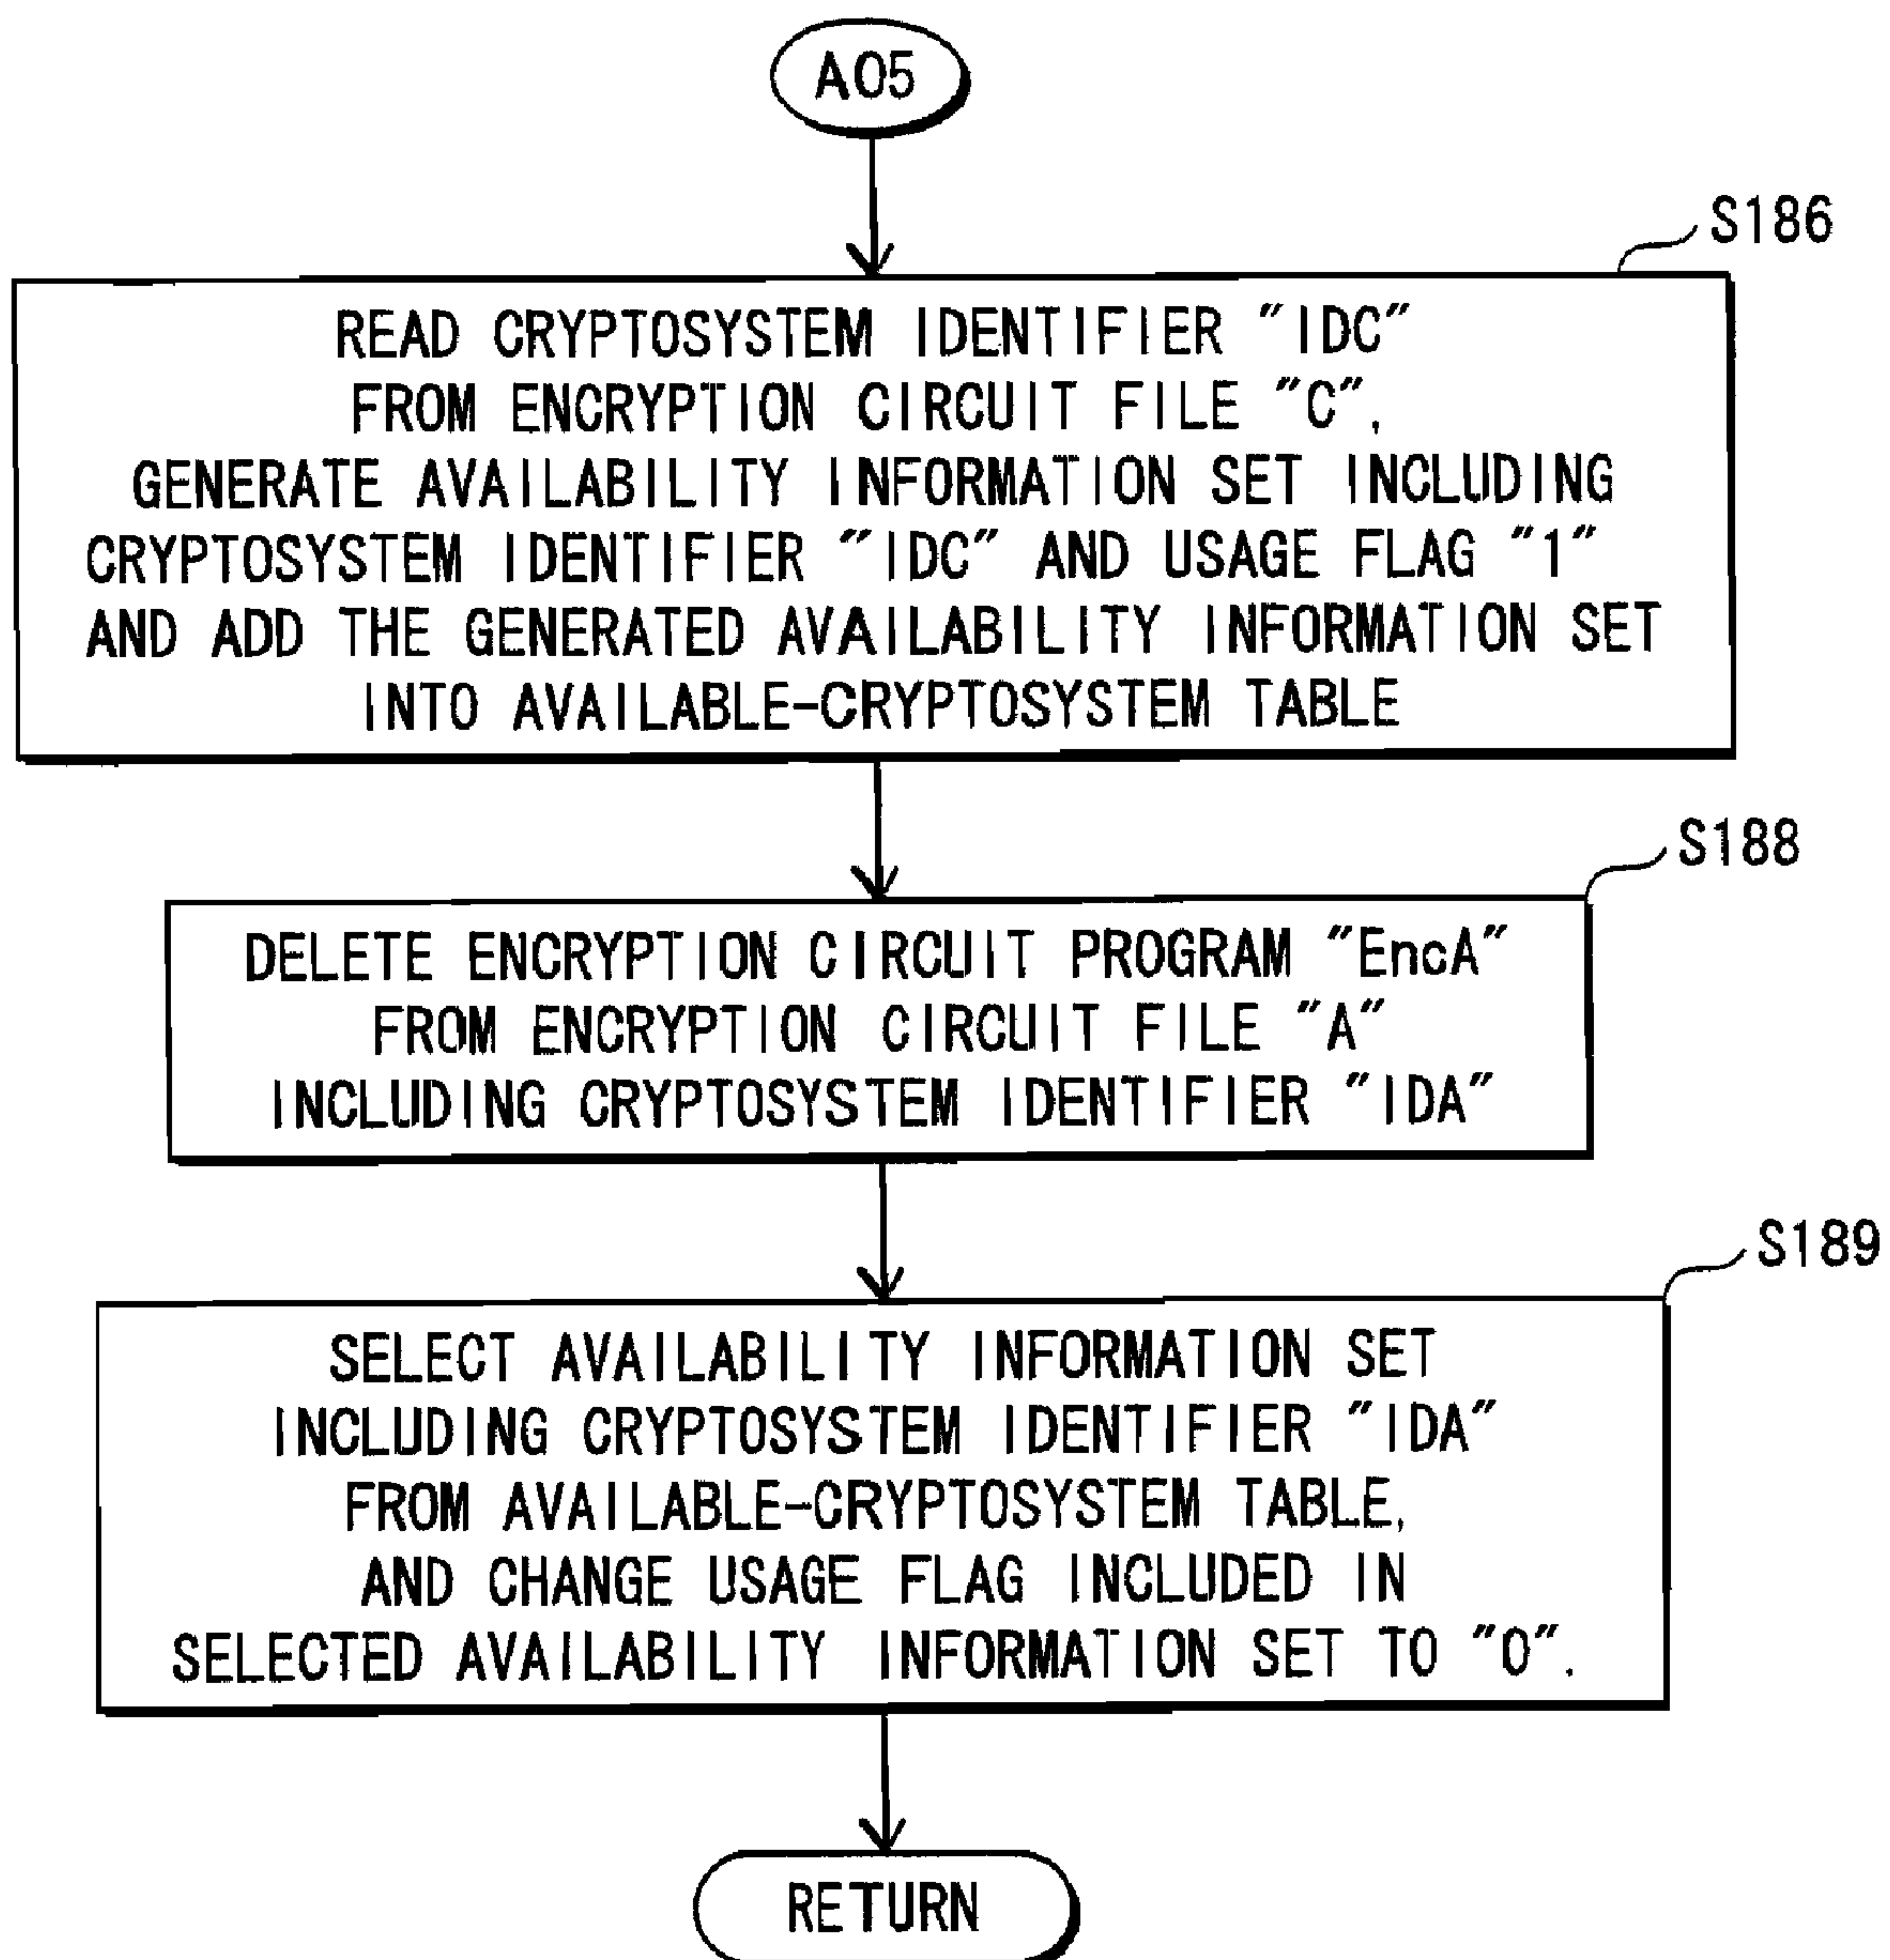 A05
S186
READ CRYPTOSYSTEM IDENTIFIER "IDC"
FROM ENCRYPTION CIRCUIT FILE "C",
GENERATE AVAILABILITY INFORMATION SET INCLUDING
CRYPTOSYSTEM IDENTIFIER "IDC" AND USAGE FLAG "1"
AND ADD THE GENERATED AVAILABILITY INFORMATION SET
INTO AVAILABLE-CRYPTOSYSTEM TABLE
S188
DELETE ENCRYPTION CIRCUIT PROGRAM "EncA"
FROM ENCRYPTION CIRCUIT FILE "A"
INCLUDING CRYPTOSYSTEM IDENTIFIER "IDA"
S189
SELECT AVAILABILITY INFORMATION SET
INCLUDING CRYPTOSYSTEM IDENTIFIER "IDA"
FROM AVAILABLE-CRYPTOSYSTEM TABLE,
AND CHANGE USAGE FLAG INCLUDED IN
SELECTED AVAILABILITY INFORMATION SET TO "0".
RETURN